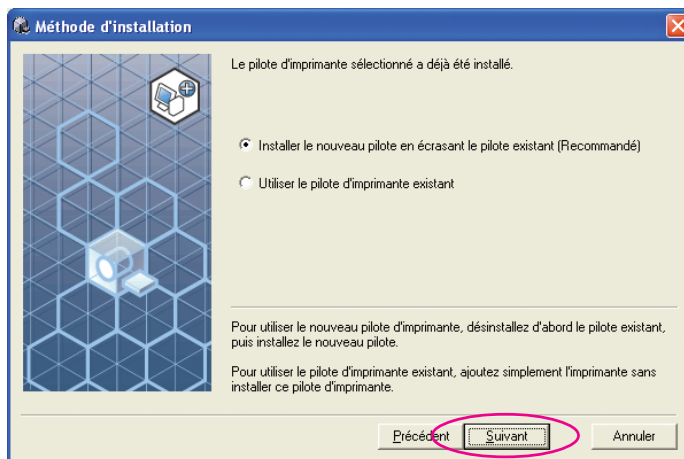 Méthode d'installation
Le pilote d'imprimante sélectionné a déjà été installé.
Installer le nouveau pilote en écrasant le pilote existant (Recommandé)
Utiliser le pilote d'imprimante existant
Pour utiliser le nouveau pilote d'imprimante, désinstallez d'abord le pilote existant,
puis installez le nouveau pilote.
Pour utiliser le pilote d'imprimante existant, ajoutez simplement l'imprimante sans
installer ce pilote d'imprimante.
Précédent Suivant Annuler